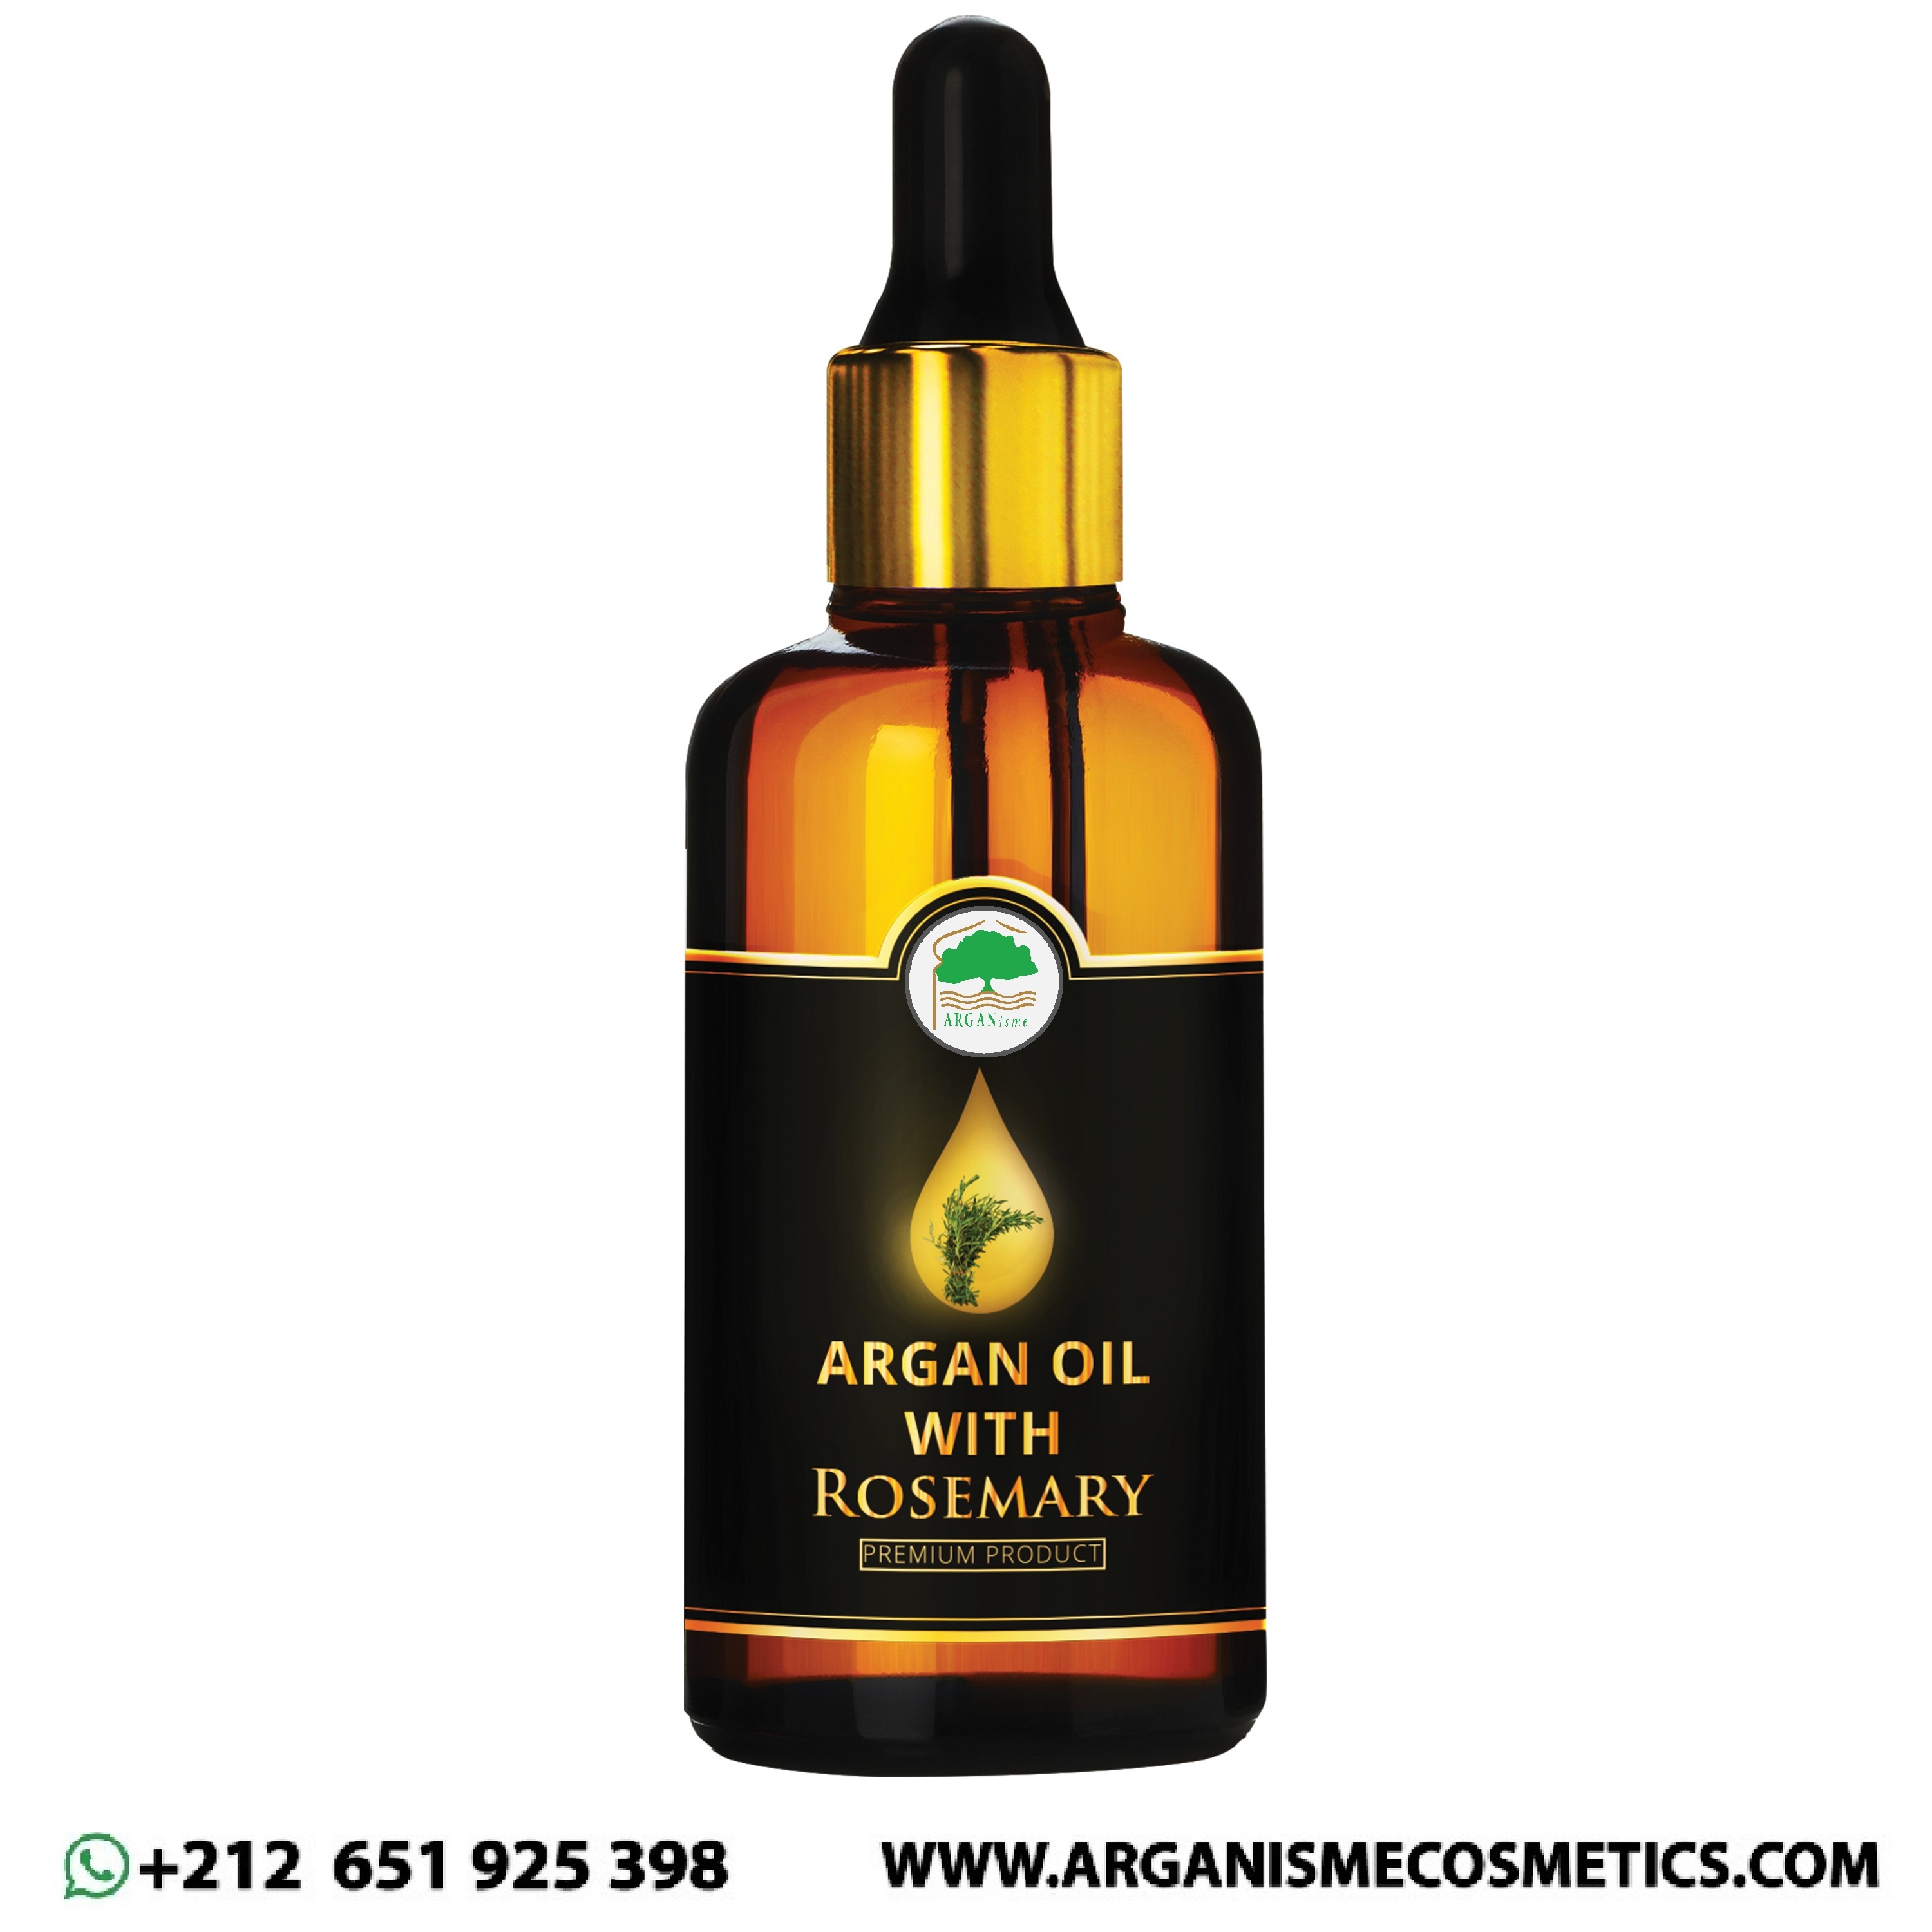 ARGANisme
ARGAN OIL
WITH
ROSEMARY
PREMIUM PRODUCT
+212 651 925 398
WWW.ARGANISMECOSMETICS.COM